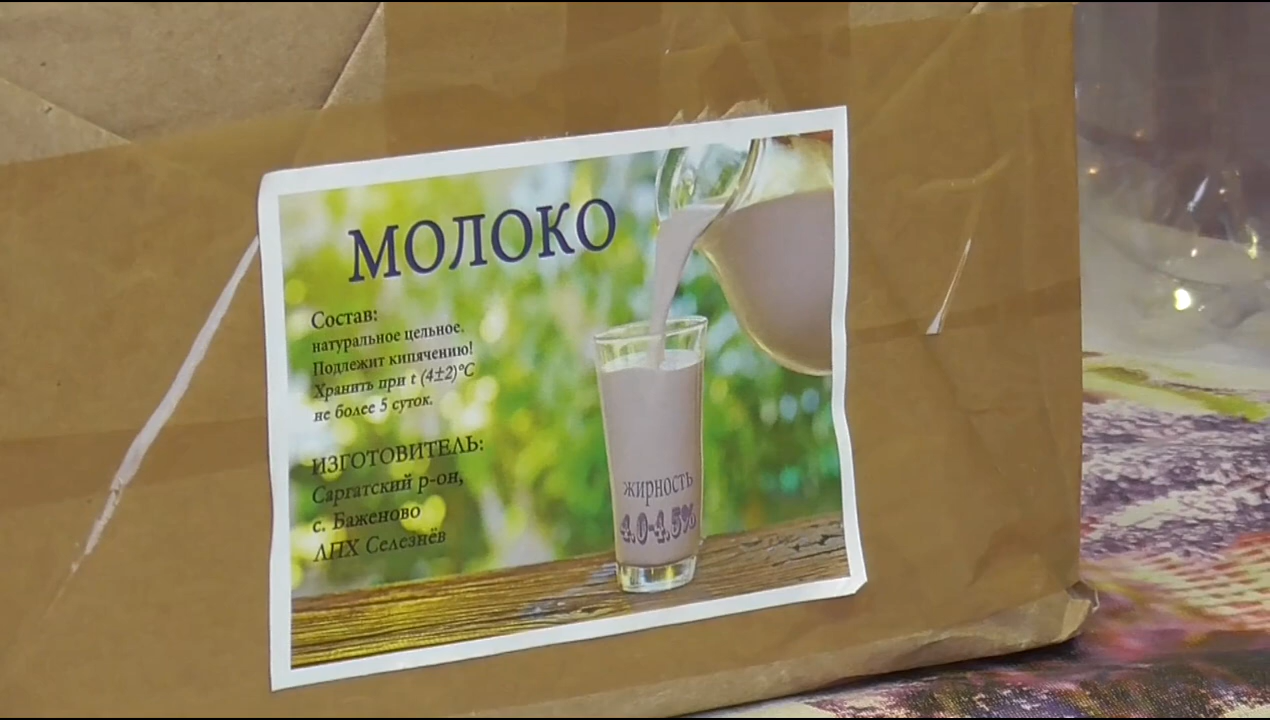 МОЛОКО
Состав:
натуральное цельное.
Подлежит кипячению!
Хранить при t (4±2)°C
не более 5 суток.
ИЗГОТОВИТЕЛЬ:
Саргатский р-он,
с. Баженово
ЛПХ Селезнёв
жирность
4.0-4.5%